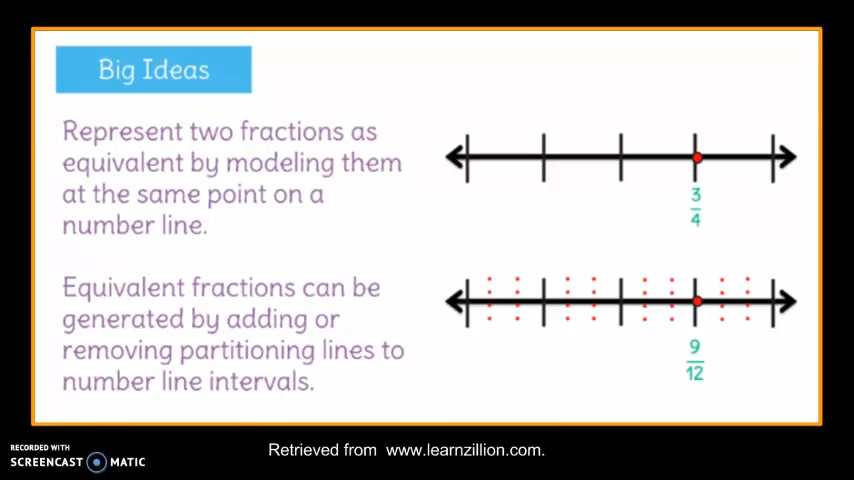 Big Ideas
Represent two fractions as
equivalent by modeling them
at the same point on a
number line.
3
4
Equivalent fractions can be
generated by adding or
removing partitioning lines to
number line intervals.
9
12
RECORDED WITH
SCREENCAST MATIC
Retrieved from www.learnzillion.com.